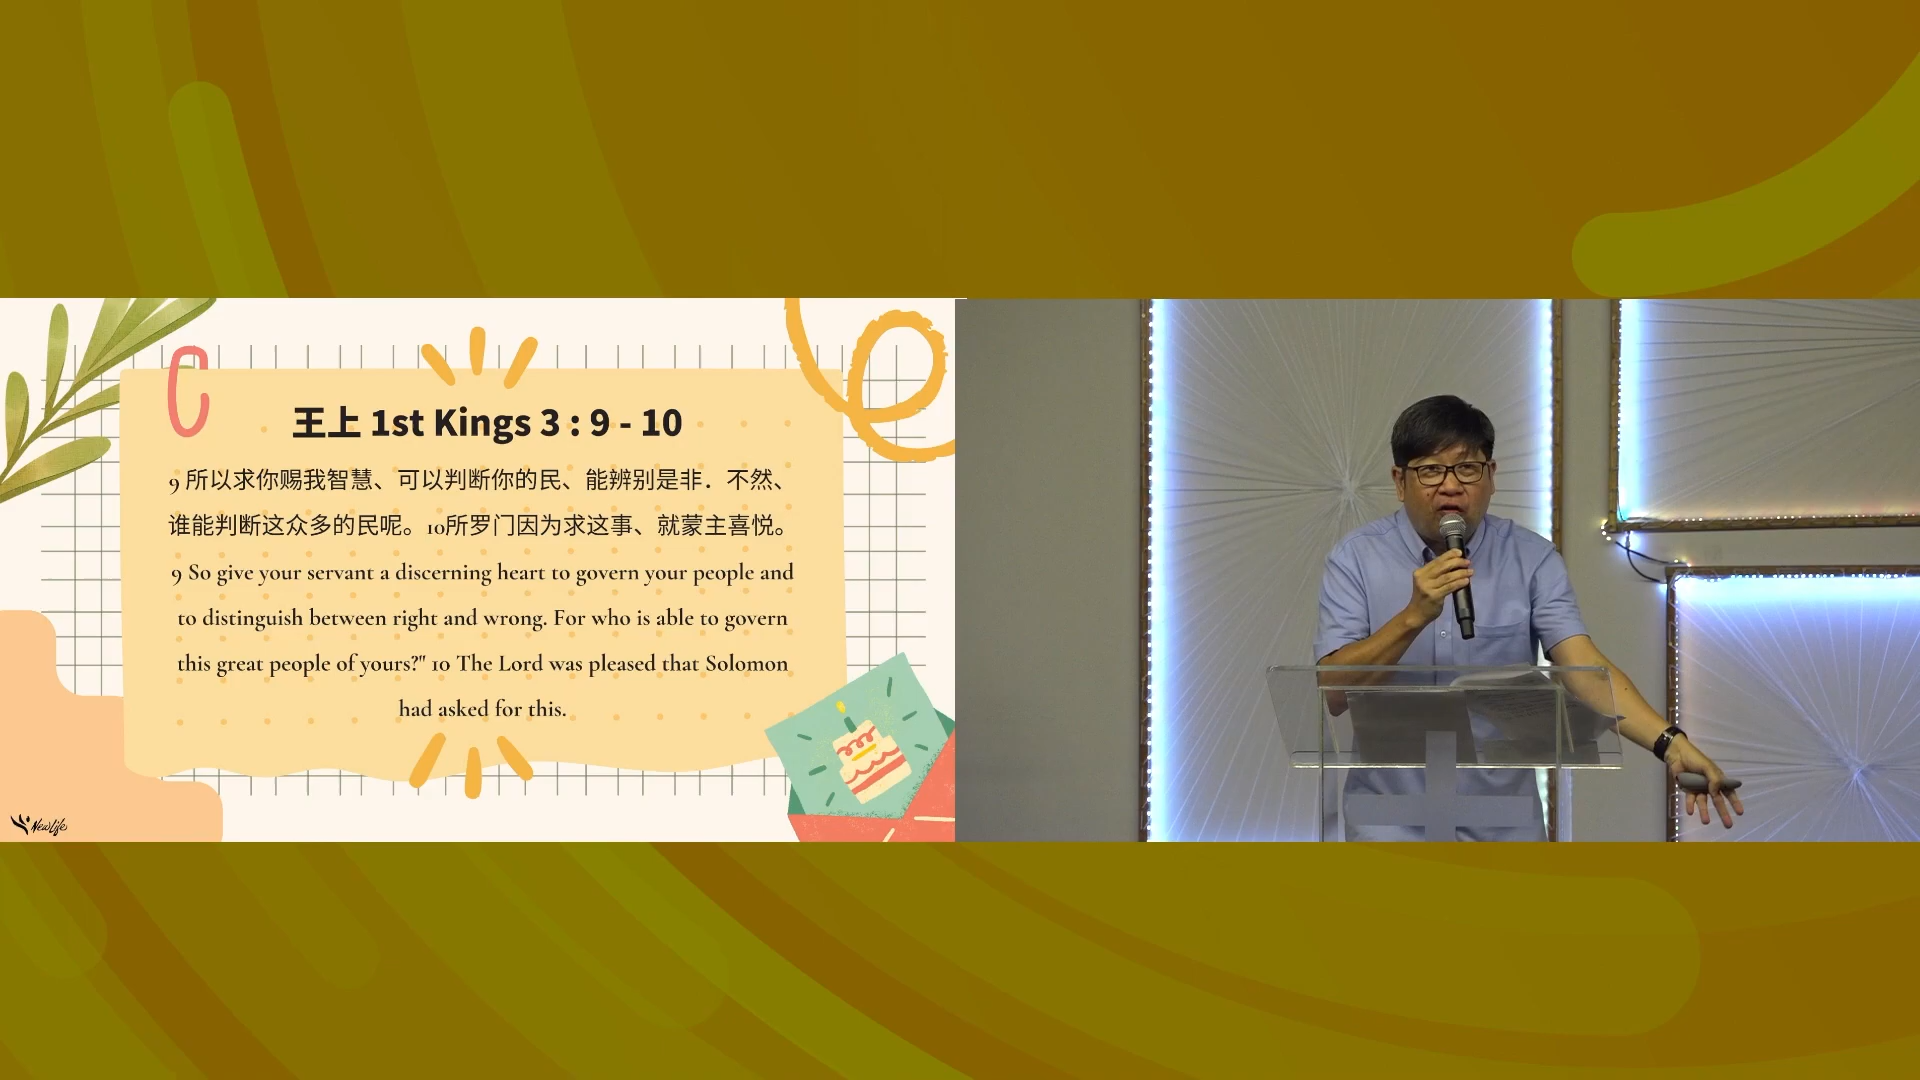 王上 1st Kings 3 : 9 - 10
9 所以求你赐我智慧、可以判断你的民、能辨别是非．不然、
谁能判断这众多的民呢。10所罗门因为求这事、就蒙主喜悦。
9 So give your servant a discerning heart to govern your people and
to distinguish between right and wrong. For who is able to govern
this great people of yours?" 10 The Lord was pleased that Solomon
had asked for this.
NewLife